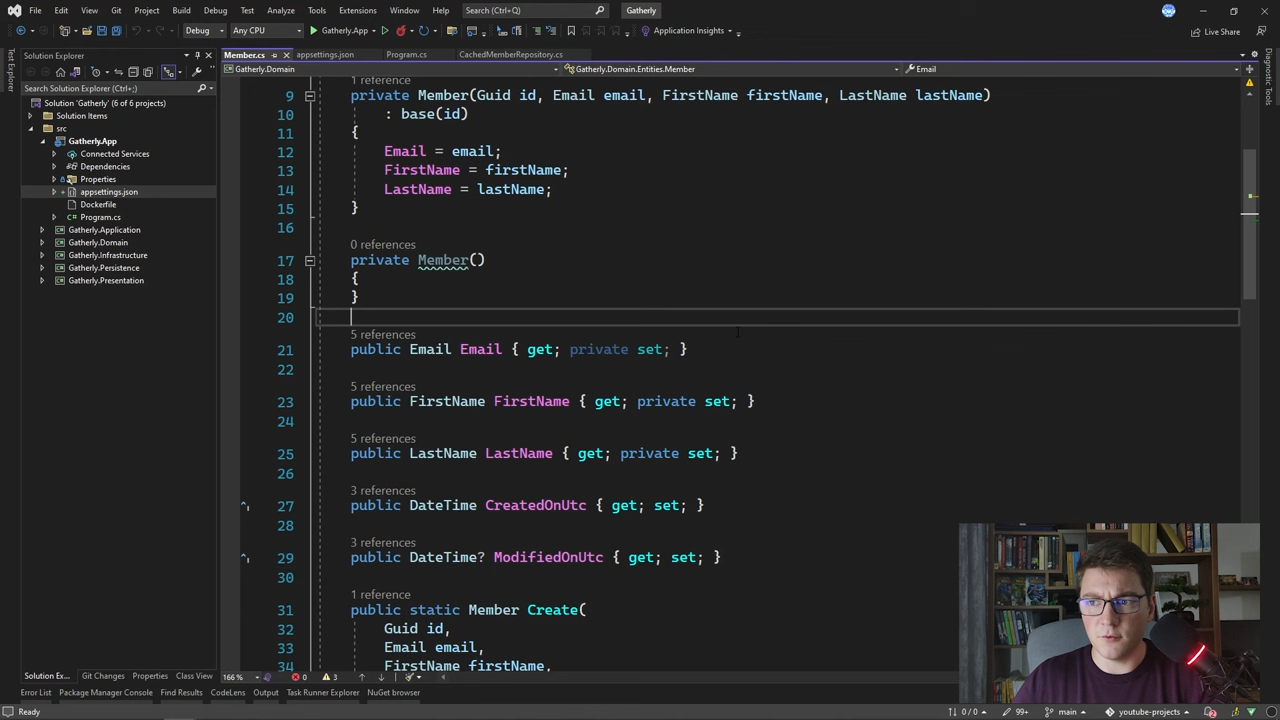 File Edit View Git Project Build Debug Test Analyze Tools Extensions Window Help Search (Ctrl+Q) Gatherly
Debug Any CPU Gatherly.App Application Insights Live Share
Test Explorer
Solution Explorer
Search Solution Explorer (Ctrl+;)
Solution 'Gatherly' (6 of 6 projects)
Solution Items
src
Gatherly.App
Connected Services
Dependencies
Properties
appsettings.json
Dockerfile
Program.cs
Gatherly.Application
Gatherly.Domain
Gatherly.Infrastructure
Gatherly.Persistence
Gatherly.Presentation
Member.cs appsettings.json Program.cs CachedMemberRepository.cs
Gatherly.Domain Gatherly.Domain.Entities.Member Email
1 reference
9 private Member(Guid id, Email email, FirstName firstName, LastName lastName)
10 : base(id)
11 {
12 Email = email;
13 FirstName = firstName;
14 LastName = lastName;
15 }
16
0 references
17 private Member()
18 {
19 }
20
5 references
21 public Email Email { get; private set; }
22
5 references
23 public FirstName FirstName { get; private set; }
24
5 references
25 public LastName LastName { get; private set; }
26
3 references
27 public DateTime CreatedOnUtc { get; set; }
28
3 references
29 public DateTime? ModifiedOnUtc { get; set; }
30
1 reference
31 public static Member Create(
32 Guid id,
33 Email email,
34 FirstName firstName,
Diagnostic Tools
Solution Ex... Git Changes Properties Class View 166 % 0 3
Error List Package Manager Console Find Results CodeLens Output Task Runner Explorer NuGet browser
Ready 0 / 0 99+ main youtube-projects 2